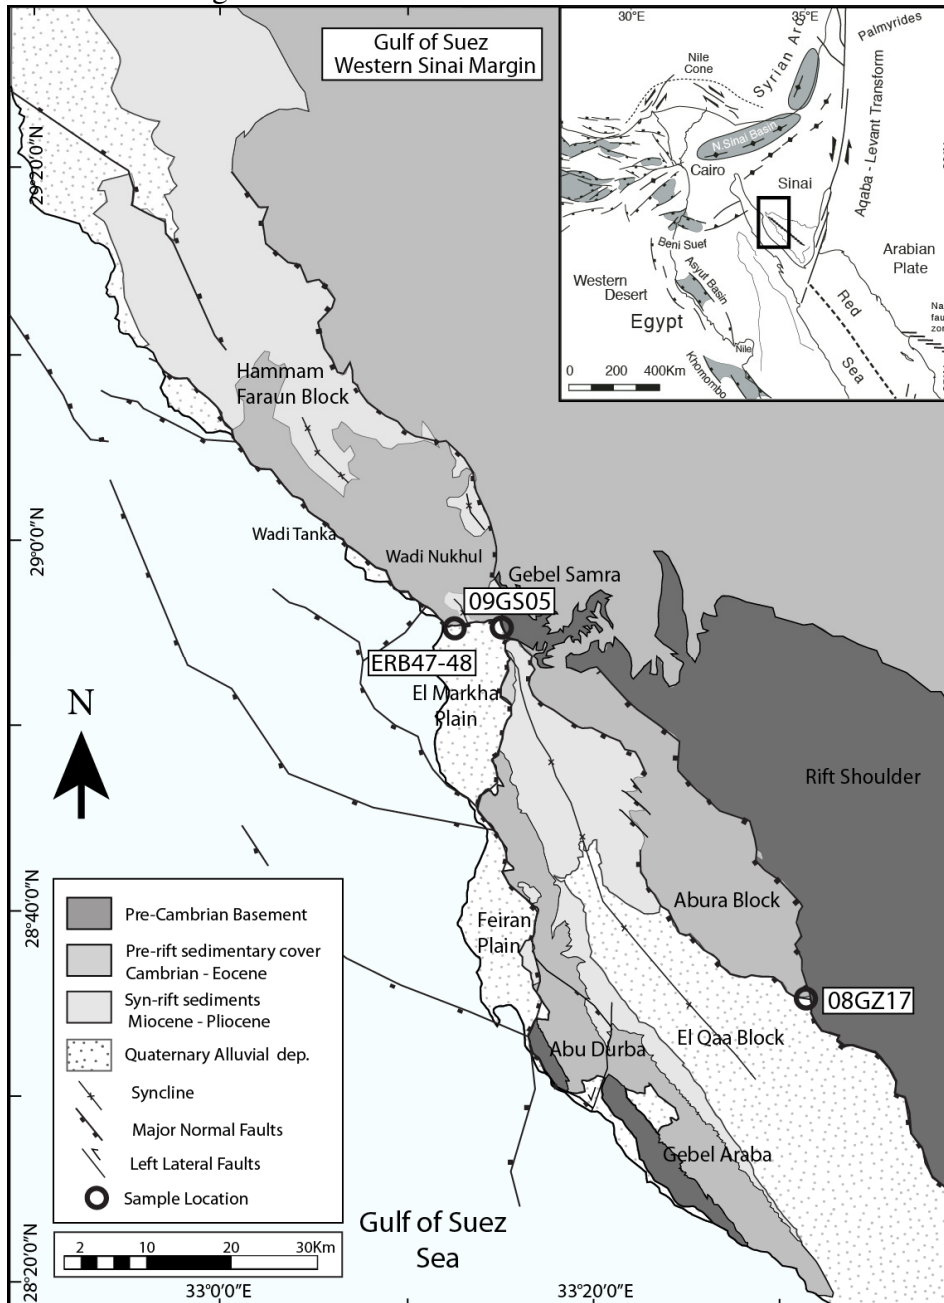 Gulf of Suez
Western Sinai Margin
30°E
35°E
Palmyrides
Syrian Arc
Nile
Cone
N.Sinai Basin
Cairo
Sinai
Aqaba - Levant Transform
Beni Suef
Asyut Basin
Arabian
Plate
Western
Desert
Egypt
Red
Sea
Nile
Khomombo
0 200 400Km
29°20'0"N
29°0'0"N
28°40'0"N
28°20'0"N
Hammam
Faraun Block
Wadi Tanka
Wadi Nukhul
Gebel Samra
09GS05
ERB47-48
El Markha
Plain
N
Rift Shoulder
Abura Block
Feiran
Plain
08GZ17
El Qaa Block
Abu Durba
Gebel Araba
Gulf of Suez
Sea
Pre-Cambrian Basement
Pre-rift sedimentary cover
Cambrian - Eocene
Syn-rift sediments
Miocene - Pliocene
Quaternary Alluvial dep.
Syncline
Major Normal Faults
Left Lateral Faults
Sample Location
2 10 20 30Km
33°0'0"E
33°20'0"E